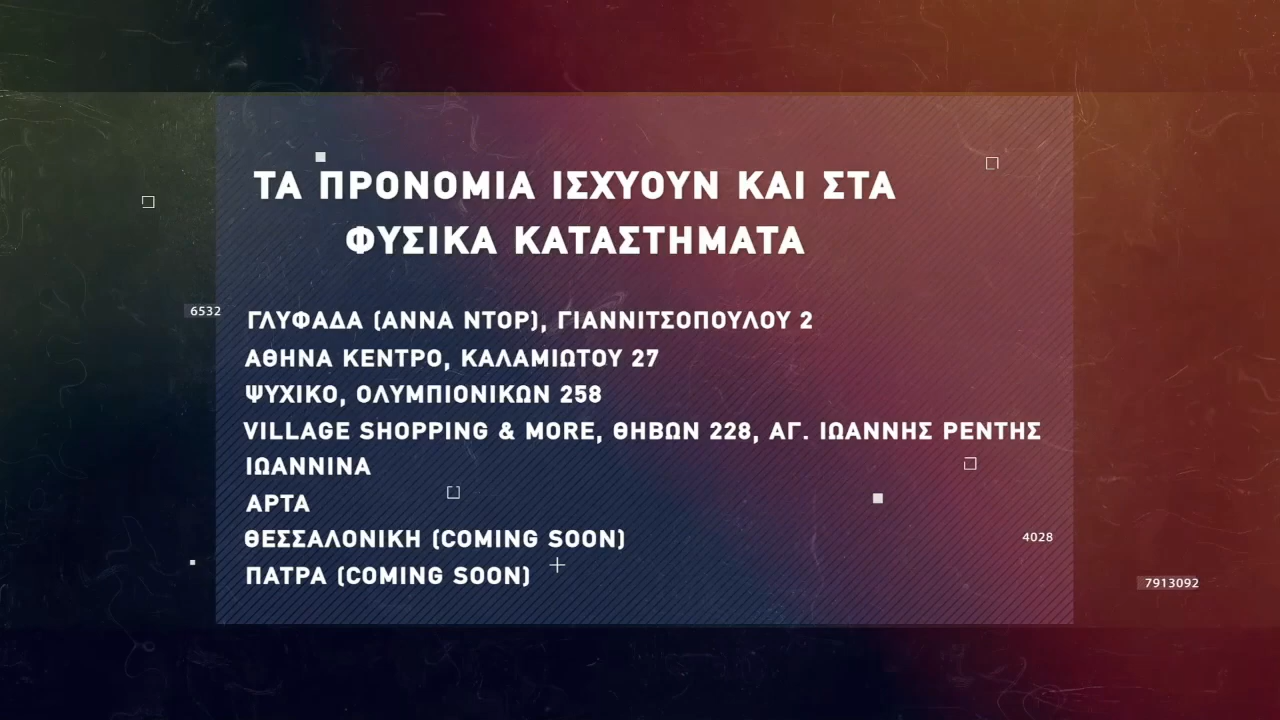 ΤΑ ΠΡΟΝΟΜΙΑ ΙΣΧΥΟΥΝ ΚΑΙ ΣΤΑ
ΦΥΣΙΚΑ ΚΑΤΑΣΤΗΜΑΤΑ
6532
ΓΛΥΦΑΔΑ (ΑΝΝΑ ΝΤΟΡ), ΓΙΑΝΝΙΤΣΟΠΟΥΛΟΥ 2
ΑΘΗΝΑ ΚΕΝΤΡΟ, ΚΑΛΑΜΙΩΤΟΥ 27
ΨΥΧΙΚΟ, ΟΛΥΜΠΙΟΝΙΚΩΝ 258
VILLAGE SHOPPING & MORE, ΘΗΒΩΝ 228, ΑΓ. ΙΩΑΝΝΗΣ ΡΕΝΤΗΣ
ΙΩΑΝΝΙΝΑ
ΑΡΤΑ
ΘΕΣΣΑΛΟΝΙΚΗ (COMING SOON)
4028
ΠΑΤΡΑ (COMING SOON)
7913092